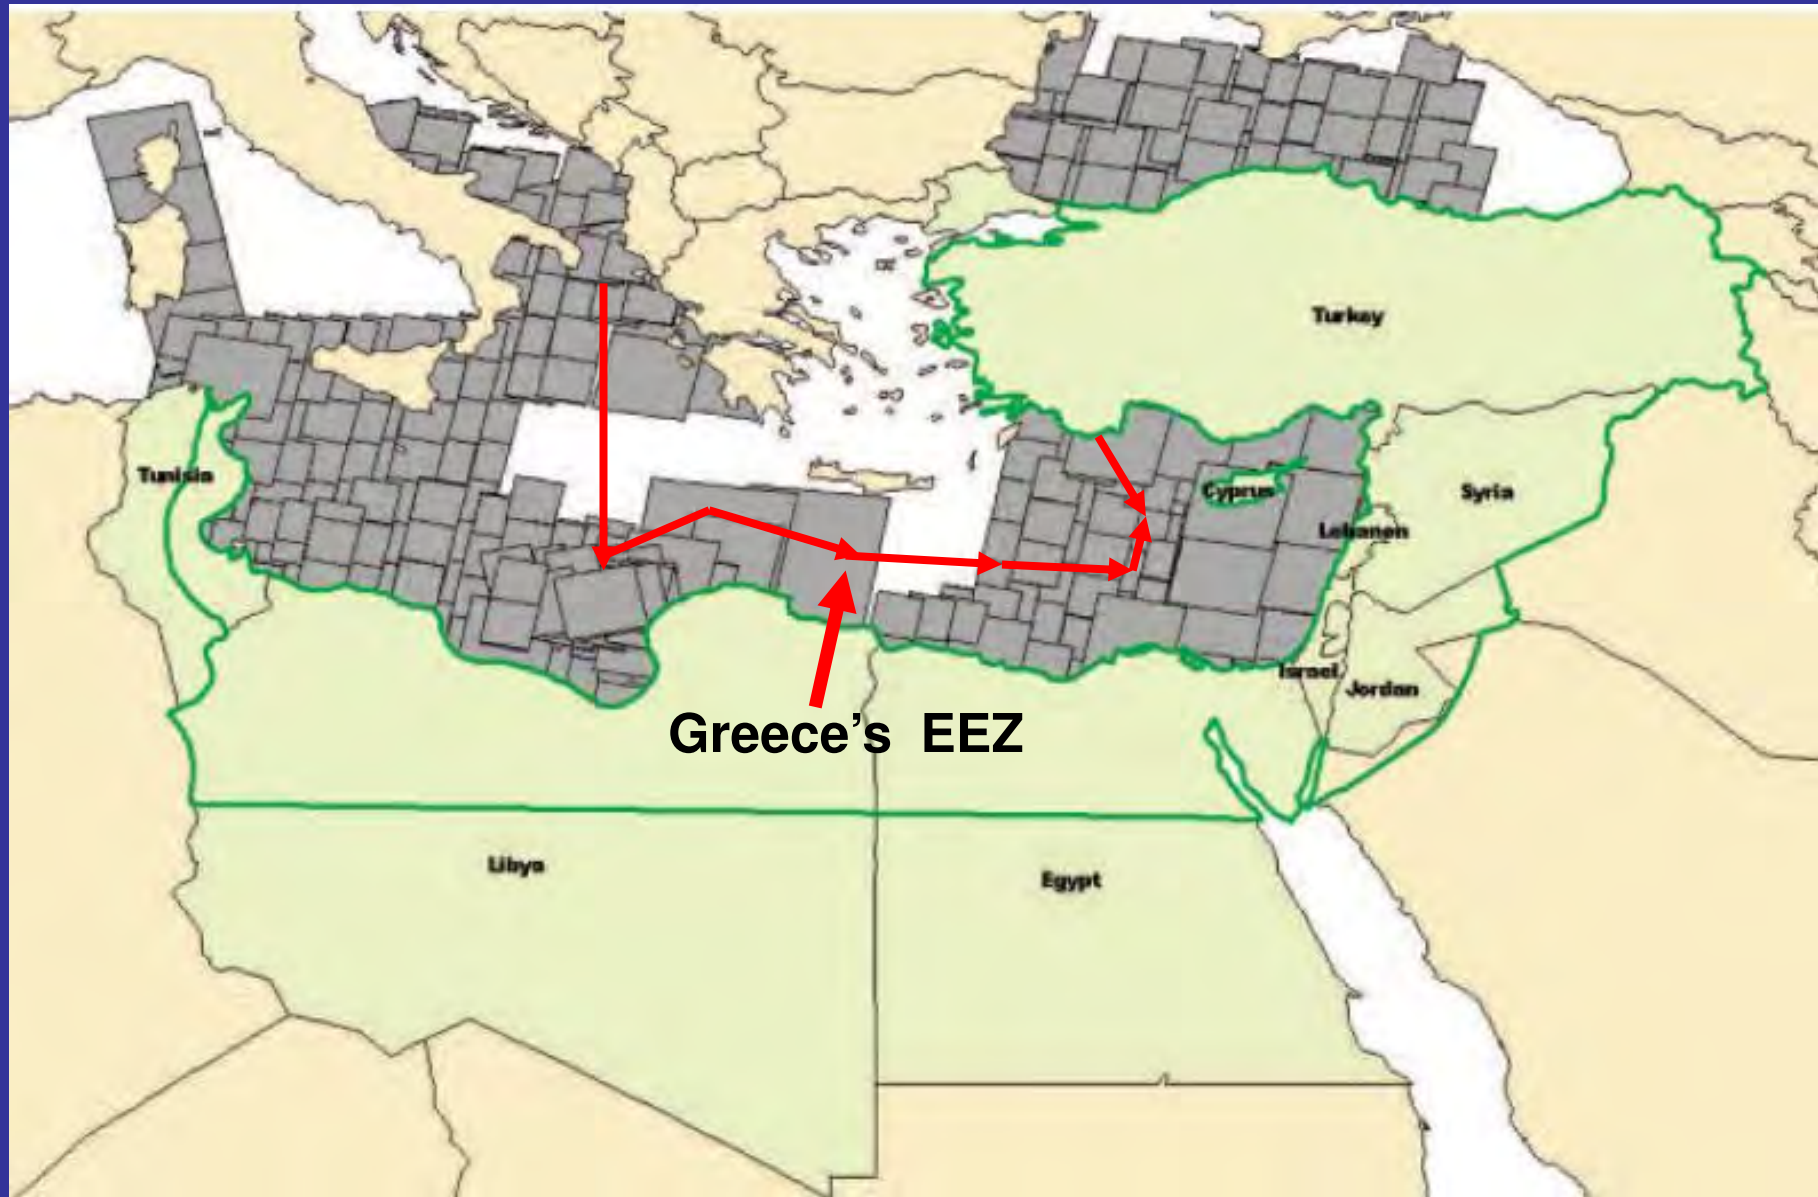 Turkey
Tunisia
Cyprus
Syria
Lebanon
Israel
Jordan
Greece’s EEZ
Libya
Egypt